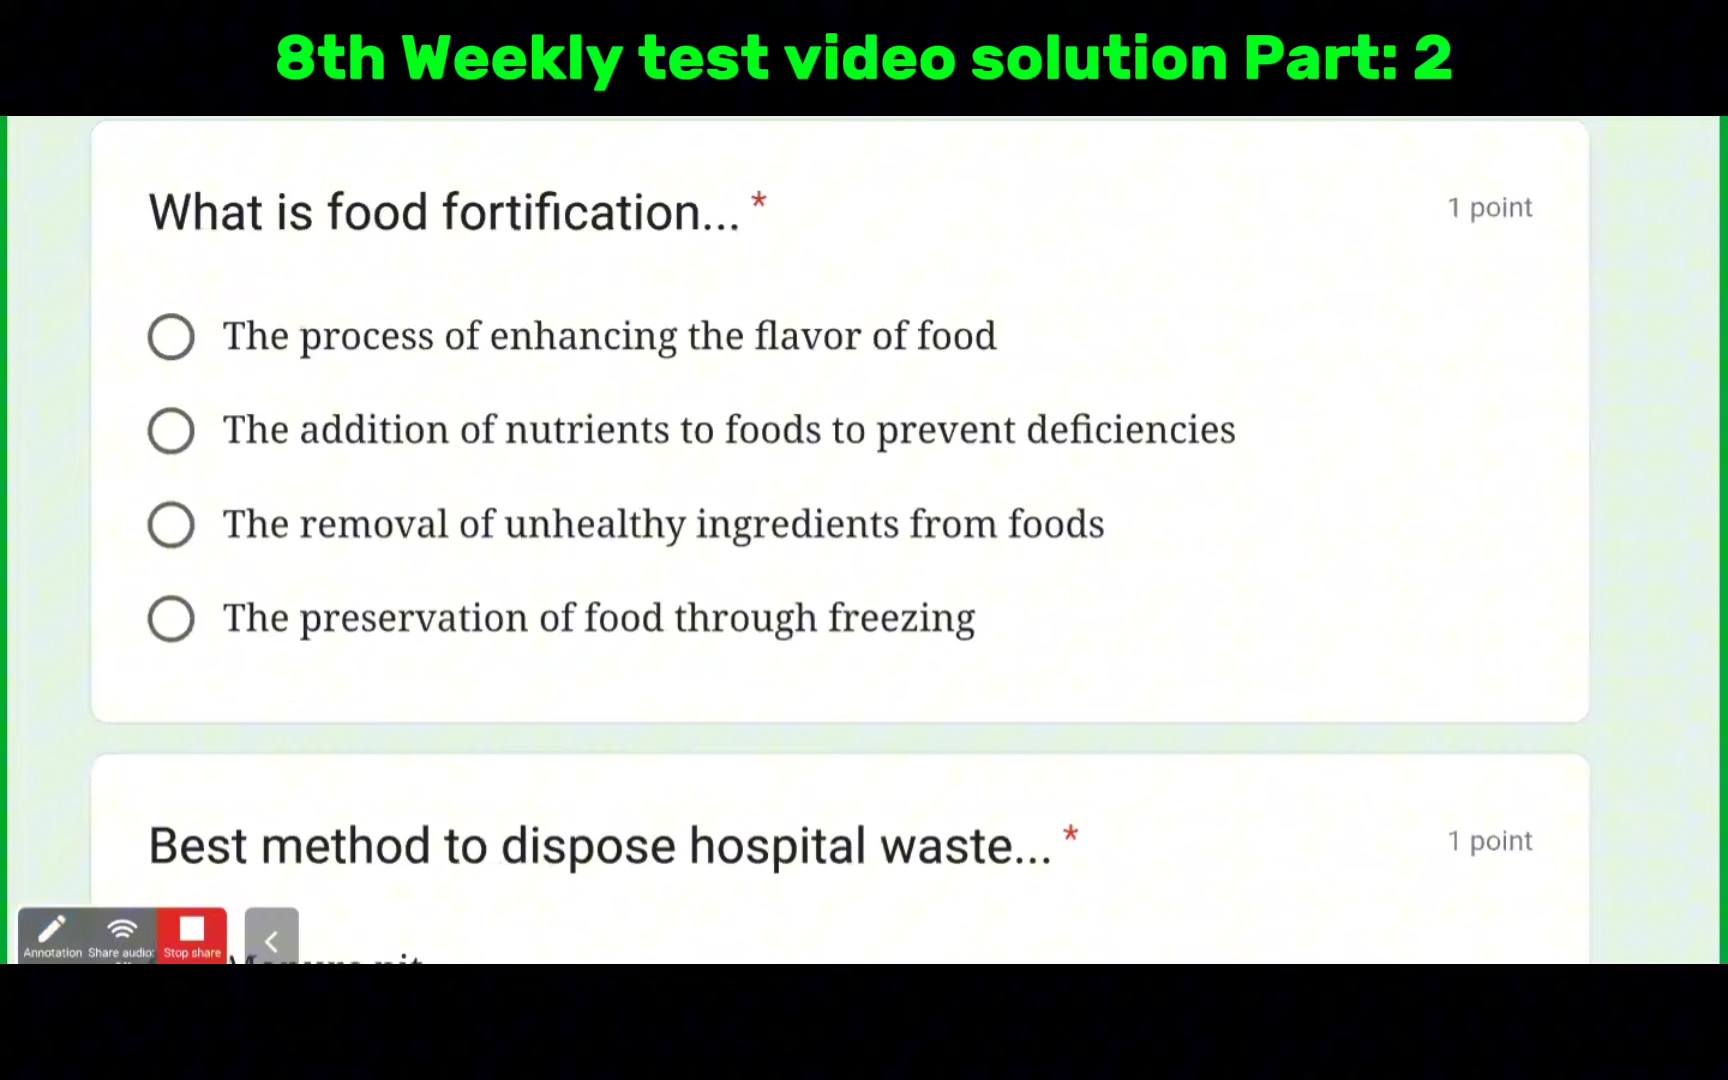 8th Weekly test video solution Part: 2
What is food fortification... *
1 point
The process of enhancing the flavor of food
The addition of nutrients to foods to prevent deficiencies
The removal of unhealthy ingredients from foods
The preservation of food through freezing
Best method to dispose hospital waste... *
1 point
Annotation Share audio: Stop share